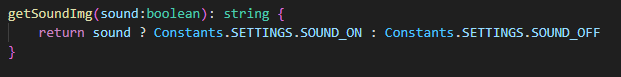 getSoundImg(sound:boolean): string {
    return sound ? Constants.SETTINGS.SOUND_ON : Constants.SETTINGS.SOUND_OFF
}